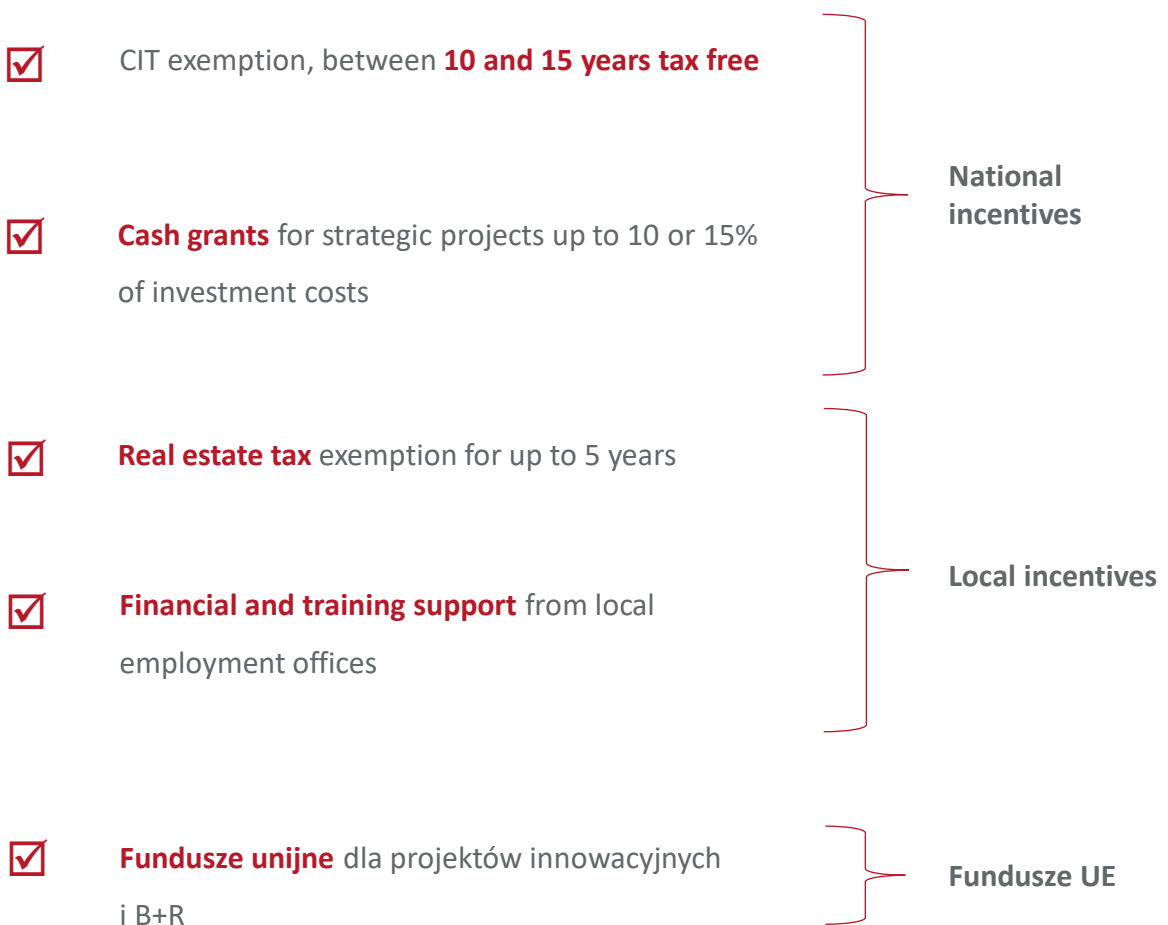 CIT exemption, between 10 and 15 years tax free
National
incentives
Cash grants for strategic projects up to 10 or 15%
of investment costs
Real estate tax exemption for up to 5 years
Local incentives
Financial and training support from local
employment offices
Fundusze unijne dla projektów innowacyjnych
i B+R
Fundusze UE